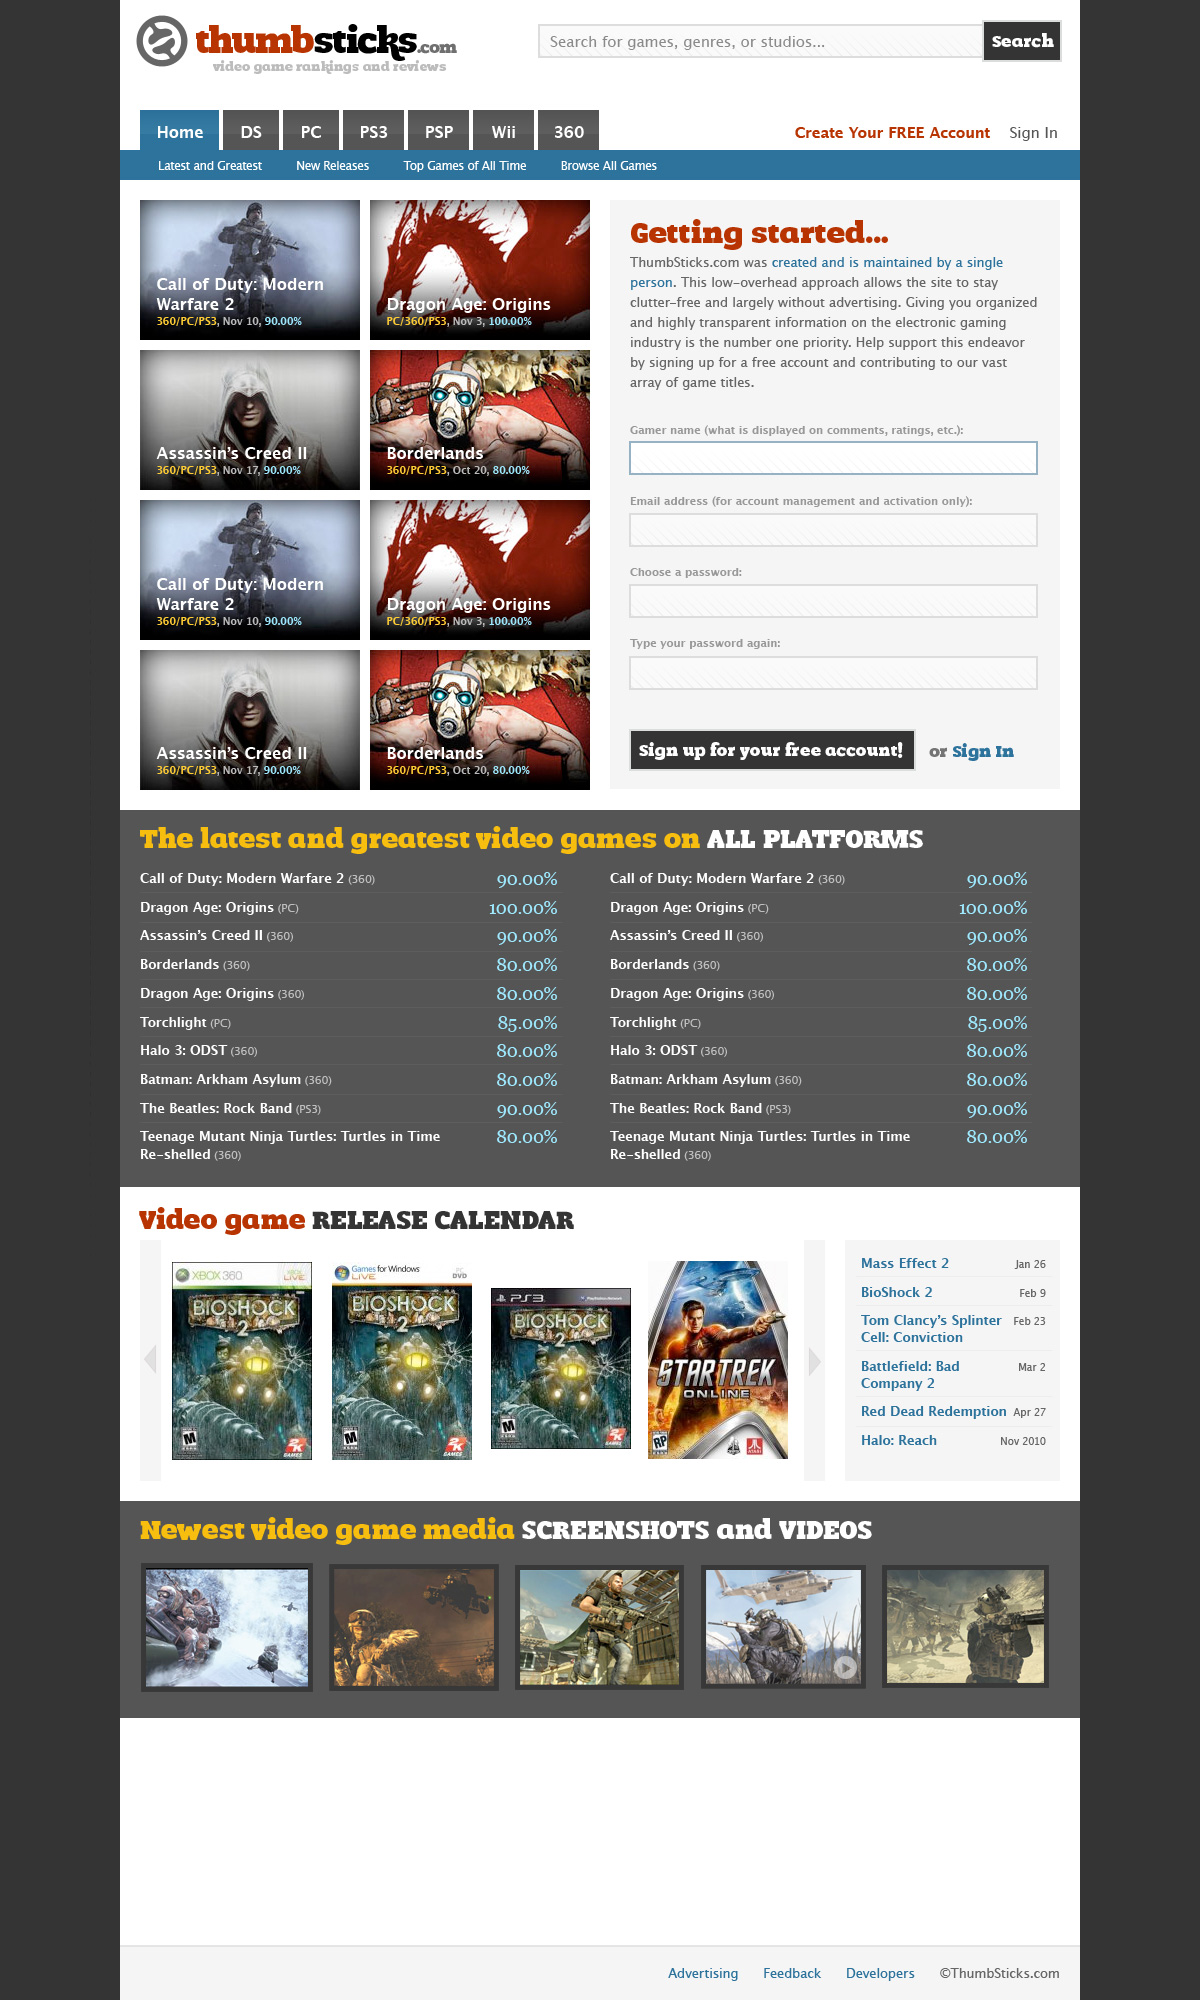 thumbsticks.com
video game rankings and reviews
Search for games, genres, or studios...
Search
Home
DS
PC
PS3
PSP
Wii
360
Create Your FREE Account
Sign In
Latest and Greatest
New Releases
Top Games of All Time
Browse All Games
Call of Duty: Modern
Warfare 2
360/PC/PS3, Nov 10, 90.00%
Dragon Age: Origins
PC/360/PS3, Nov 3, 100.00%
Assassin's Creed II
360/PC/PS3, Nov 17, 90.00%
Borderlands
360/PC/PS3, Oct 20, 80.00%
Call of Duty: Modern
Warfare 2
360/PC/PS3, Nov 10, 90.00%
Dragon Age: Origins
PC/360/PS3, Nov 3, 100.00%
Assassin's Creed II
360/PC/PS3, Nov 17, 90.00%
Borderlands
360/PC/PS3, Oct 20, 80.00%
Getting started...
ThumbSticks.com was created and is maintained by a single
person. This low-overhead approach allows the site to stay
clutter-free and largely without advertising. Giving you organized
and highly transparent information on the electronic gaming
industry is the number one priority. Help support this endeavor
by signing up for a free account and contributing to our vast
array of game titles.
Gamer name (what is displayed on comments, ratings, etc.):
Email address (for account management and activation only):
Choose a password:
Type your password again:
Sign up for your free account!
or Sign In
The latest and greatest video games on ALL PLATFORMS
Call of Duty: Modern Warfare 2 (360) 90.00%
Dragon Age: Origins (PC) 100.00%
Assassin's Creed II (360) 90.00%
Borderlands (360) 80.00%
Dragon Age: Origins (360) 80.00%
Torchlight (PC) 85.00%
Halo 3: ODST (360) 80.00%
Batman: Arkham Asylum (360) 80.00%
The Beatles: Rock Band (PS3) 90.00%
Teenage Mutant Ninja Turtles: Turtles in Time 80.00%
Re-shelled (360)
Call of Duty: Modern Warfare 2 (360) 90.00%
Dragon Age: Origins (PC) 100.00%
Assassin's Creed II (360) 90.00%
Borderlands (360) 80.00%
Dragon Age: Origins (360) 80.00%
Torchlight (PC) 85.00%
Halo 3: ODST (360) 80.00%
Batman: Arkham Asylum (360) 80.00%
The Beatles: Rock Band (PS3) 90.00%
Teenage Mutant Ninja Turtles: Turtles in Time 80.00%
Re-shelled (360)
Video game RELEASE CALENDAR
XBOX 360
XBOX
LIVE
BIOSHOCK
2
M
2K
GAMES
Games for Windows
LIVE
PC
DVD
BIOSHOCK
2
M
2K
GAMES
PS3
PlayStation Network
BIOSHOCK
2
M
2K
GAMES
STAR TREK
ONLINE
RP
ATARI
Mass Effect 2 Jan 26
BioShock 2 Feb 9
Tom Clancy's Splinter Feb 23
Cell: Conviction
Battlefield: Bad Mar 2
Company 2
Red Dead Redemption Apr 27
Halo: Reach Nov 2010
Newest video game media SCREENSHOTS and VIDEOS
Advertising
Feedback
Developers
©ThumbSticks.com